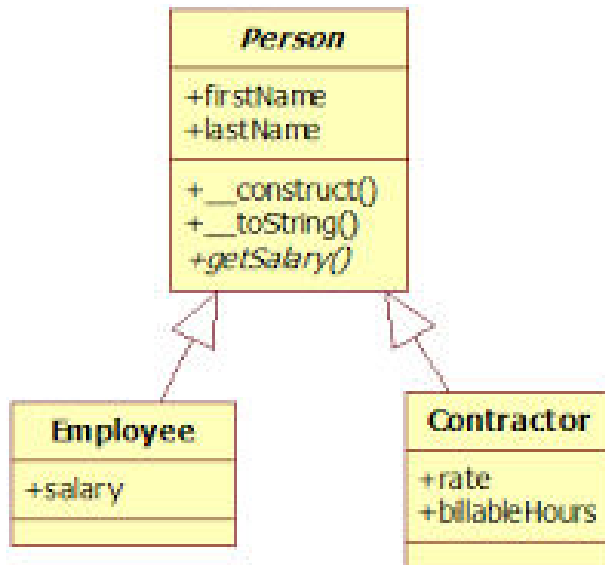 Person
+firstName
+lastName
+__construct()
+__toString()
+getSalary()
Employee
+salary
Contractor
+rate
+billableHours